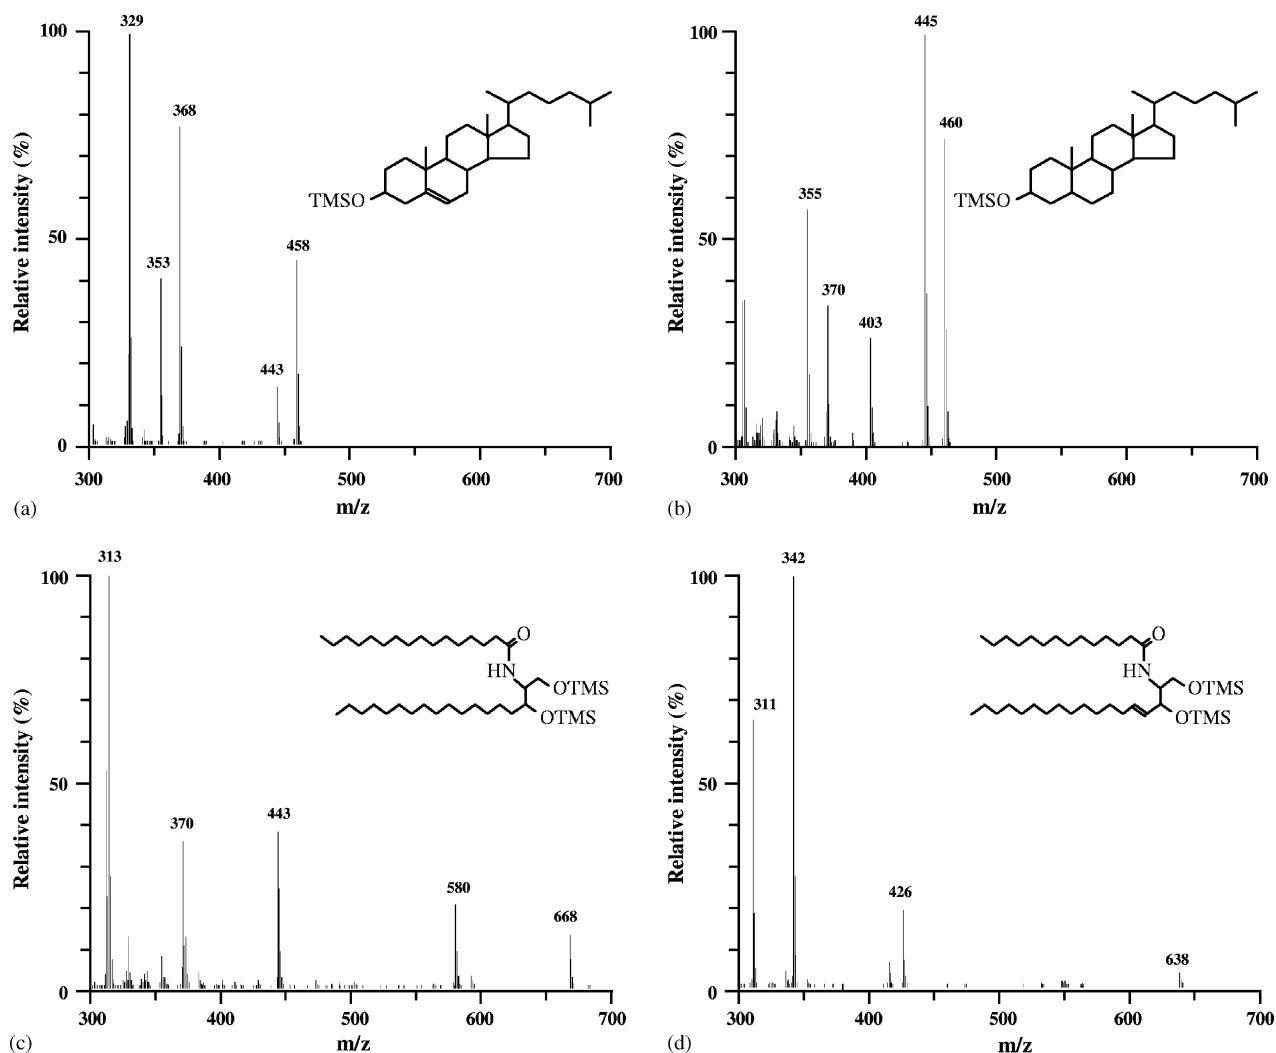 329
445
100
100
368
460
Relative intensity (%)
Relative intensity (%)
TMSO
TMSO
355
50
353
458
50
370
403
443
0
0
300 400 500 600 700
300 400 500 600 700
(a)
m/z
(b)
m/z
313
342
100
100
O
HN
OTMS
OTMS
O
HN
OTMS
OTMS
Relative intensity (%)
Relative intensity (%)
311
50
50
370
443
580
668
426
638
0
0
300 400 500 600 700
300 400 500 600 700
(c)
m/z
(d)
m/z